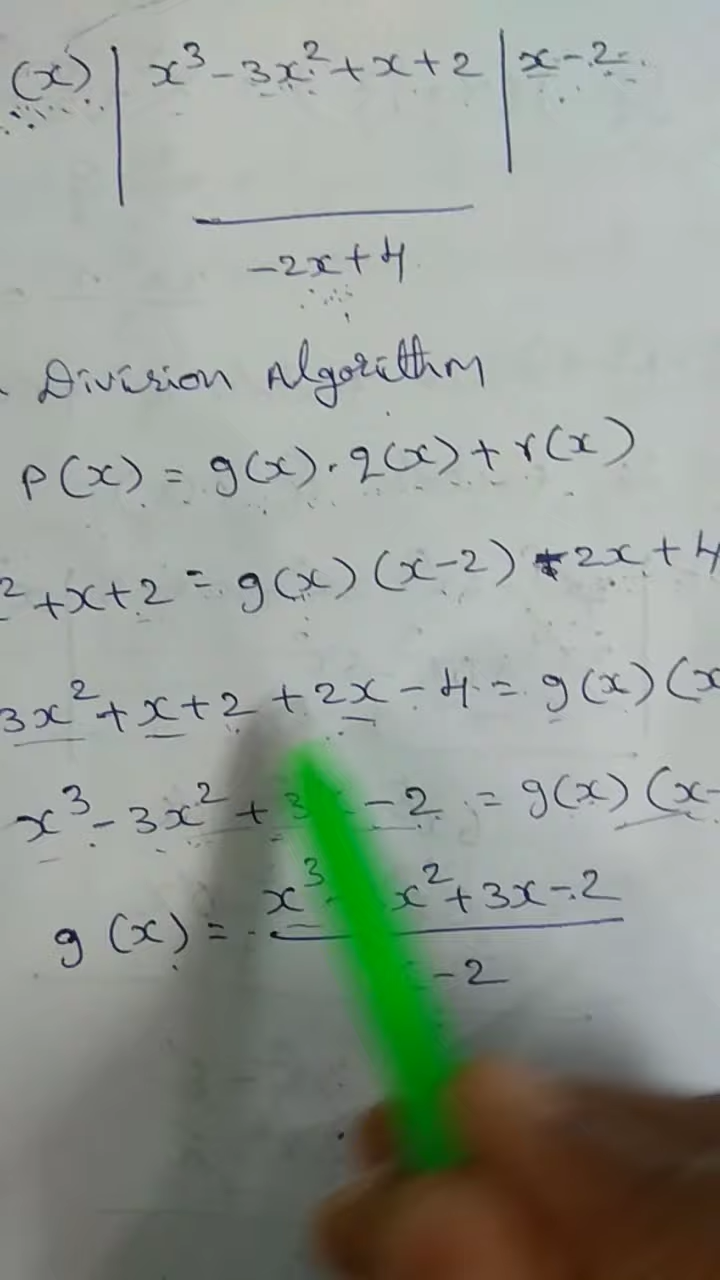 (x) | x³ - 3x² + x + 2 | x - 2
-2x + 4
Division Algorithm
P(x) = g(x) · q(x) + r(x)
² + x + 2 = g(x) (x-2) - 2x + 4
3x² + x + 2 + 2x - 4 = g(x) (x
x³ - 3x² + 3 - 2 = g(x) (x-
g(x) = x³ x² + 3x - 2 / - 2